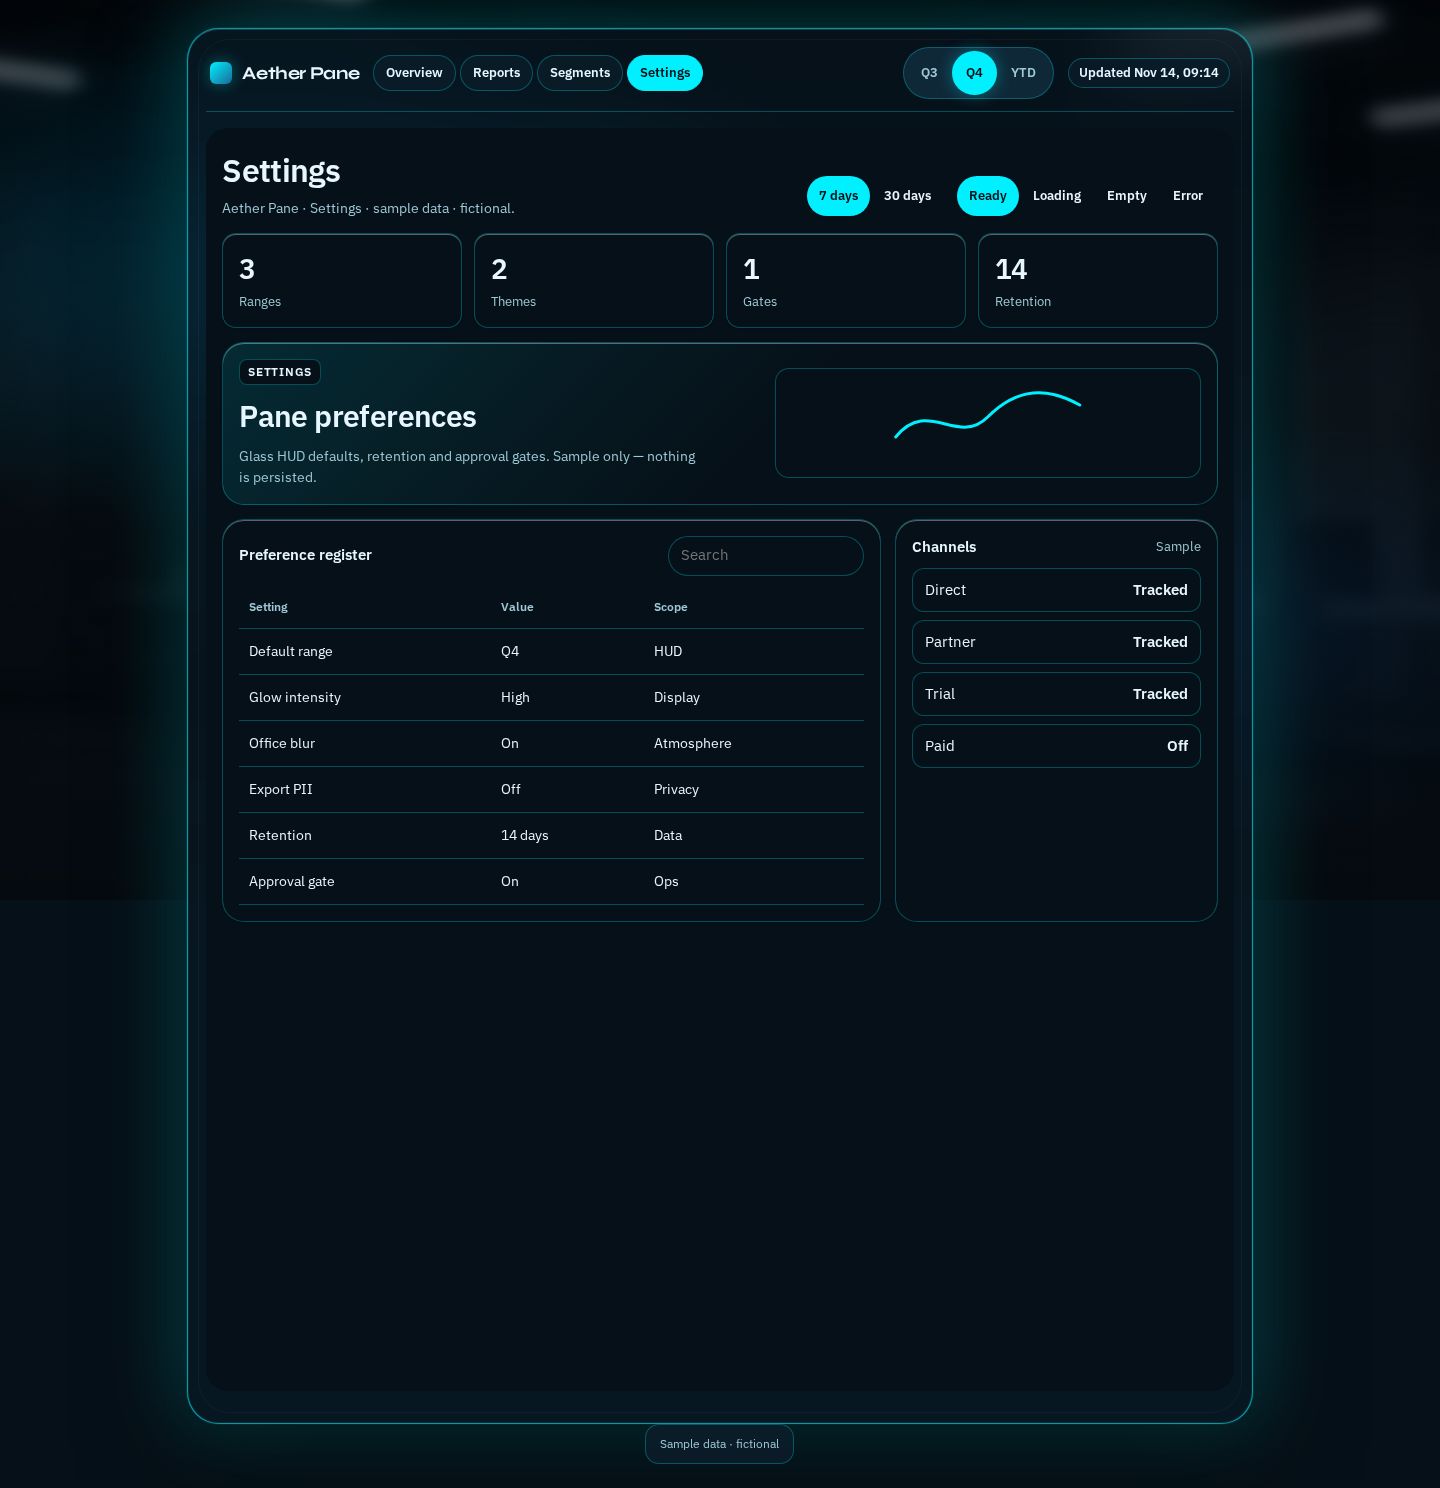 Aether Pane
Overview
Reports
Segments
Settings
Q3
Q4
YTD
Updated Nov 14, 09:14
Settings
Aether Pane · Settings · sample data · fictional.
7 days
30 days
Ready
Loading
Empty
Error
3
Ranges
2
Themes
1
Gates
14
Retention
SETTINGS
Pane preferences
Glass HUD defaults, retention and approval gates. Sample only — nothing
is persisted.
Preference register
Search
Setting Value Scope
Default range Q4 HUD
Glow intensity High Display
Office blur On Atmosphere
Export PII Off Privacy
Retention 14 days Data
Approval gate On Ops
Channels
Sample
Direct Tracked
Partner Tracked
Trial Tracked
Paid Off
Sample data · fictional